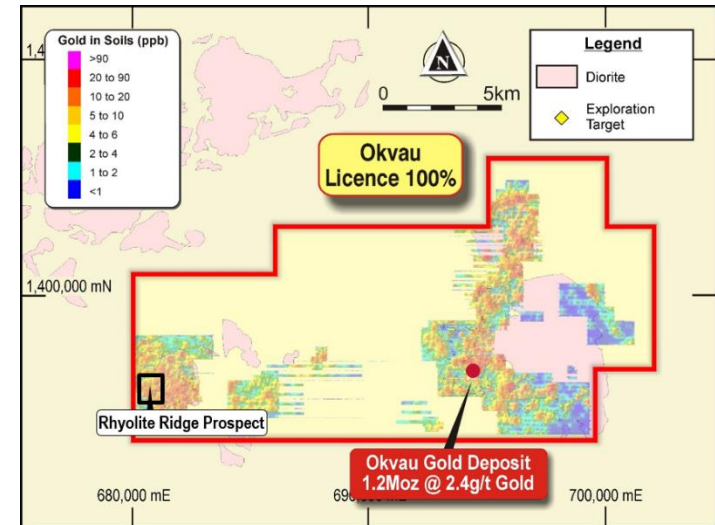 Gold in Soils (ppb)
>90
20 to 90
10 to 20
5 to 10
4 to 6
2 to 4
1 to 2
<1
N
0 5km
Legend
Diorite
Exploration
Target
Okvau
Licence 100%
1,400,000 mN
Rhyolite Ridge Prospect
Okvau Gold Deposit
1.2Moz @ 2.4g/t Gold
680,000 mE
700,000 mE